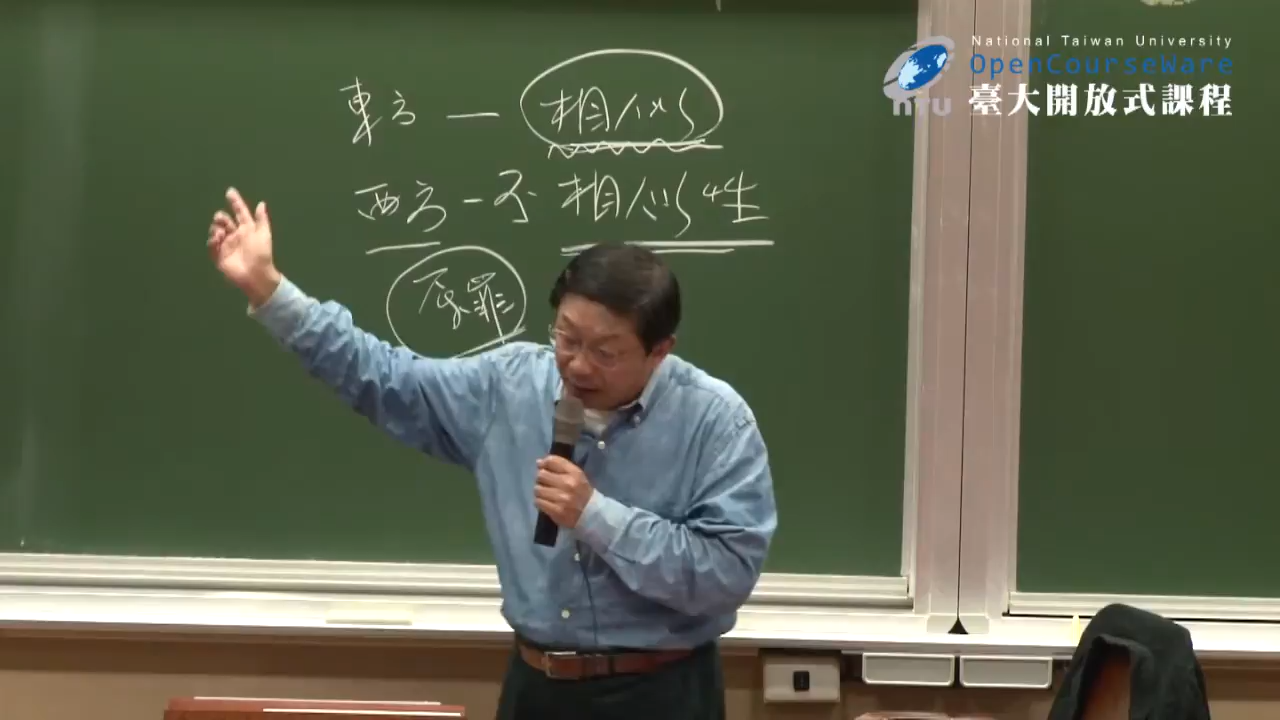 東方 — 相似
西方 - 不相似性
原罪
National Taiwan University
OpenCourseWare
NTU 臺大開放式課程